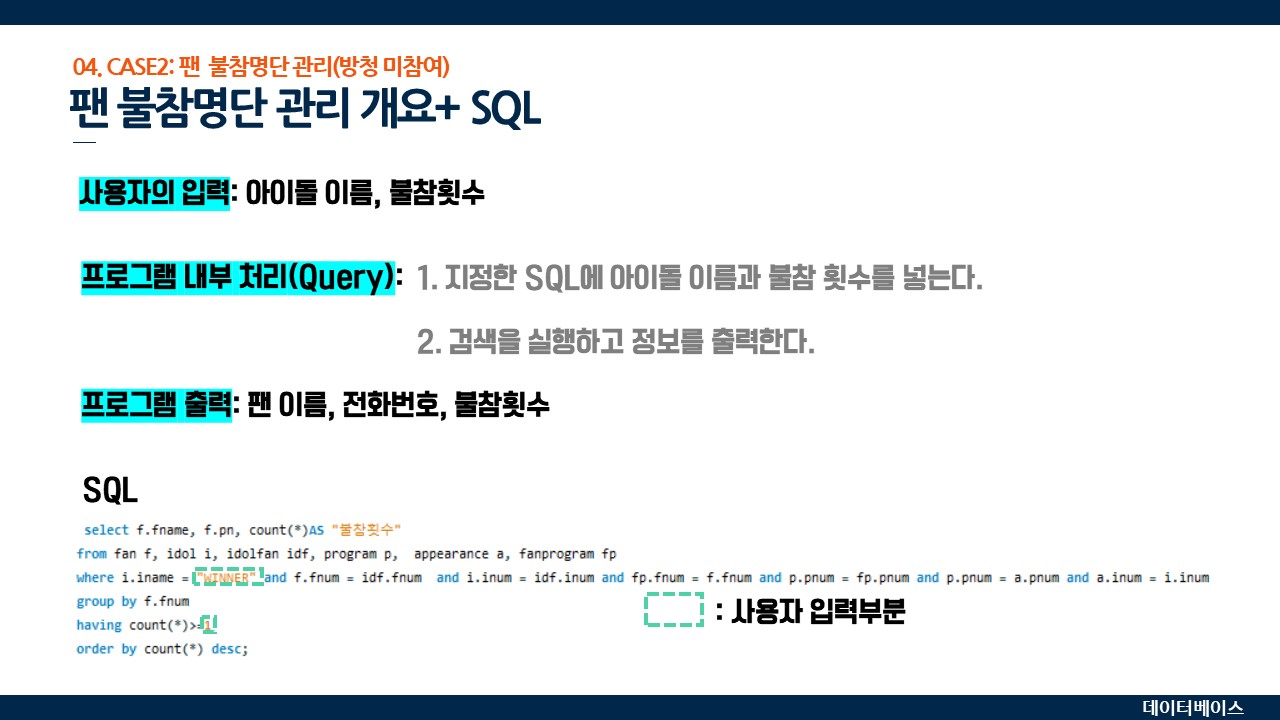 04. CASE2: 팬 불참명단 관리(방청 미참여)
팬 불참명단 관리 개요+ SQL
사용자의 입력: 아이돌 이름, 불참횟수
프로그램 내부 처리(Query): 1. 지정한 SQL에 아이돌 이름과 불참 횟수를 넣는다.
2. 검색을 실행하고 정보를 출력한다.
프로그램 출력: 팬 이름, 전화번호, 불참횟수
SQL
select f.fname, f.pn, count(*)AS "불참횟수"
from fan f, idol i, idolfan idf, program p, appearance a, fanprogram fp
where i.iname = "WINNER" and f.fnum = idf.fnum and i.inum = idf.inum and fp.fnum = f.fnum and p.pnum = fp.pnum and p.pnum = a.pnum and a.inum = i.inum
group by f.fnum
: 사용자 입력부분
having count(*)>=1
order by count(*) desc;
데이터베이스